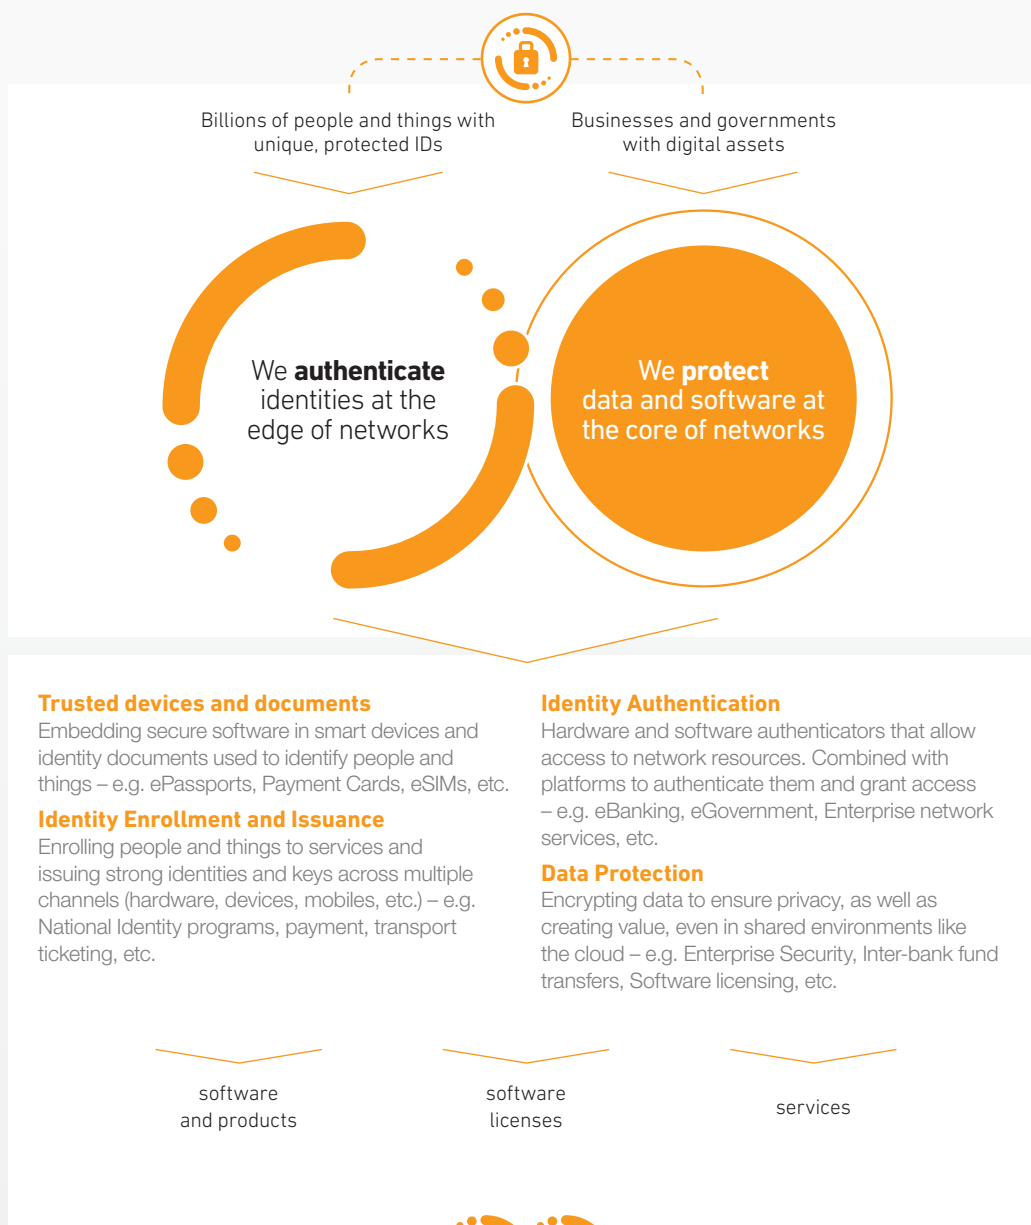 Billions of people and things with
unique, protected IDs
Businesses and governments
with digital assets
We authenticate
identities at the
edge of networks
We protect
data and software at
the core of networks
Trusted devices and documents
Embedding secure software in smart devices and
identity documents used to identify people and
things – e.g. ePassports, Payment Cards, eSIMs, etc.
Identity Enrollment and Issuance
Enrolling people and things to services and
issuing strong identities and keys across multiple
channels (hardware, devices, mobiles, etc.) – e.g.
National Identity programs, payment, transport
ticketing, etc.
Identity Authentication
Hardware and software authenticators that allow
access to network resources. Combined with
platforms to authenticate them and grant access
– e.g. eBanking, eGovernment, Enterprise network
services, etc.
Data Protection
Encrypting data to ensure privacy, as well as
creating value, even in shared environments like
the cloud – e.g. Enterprise Security, Inter-bank fund
transfers, Software licensing, etc.
software
and products
software
licenses
services